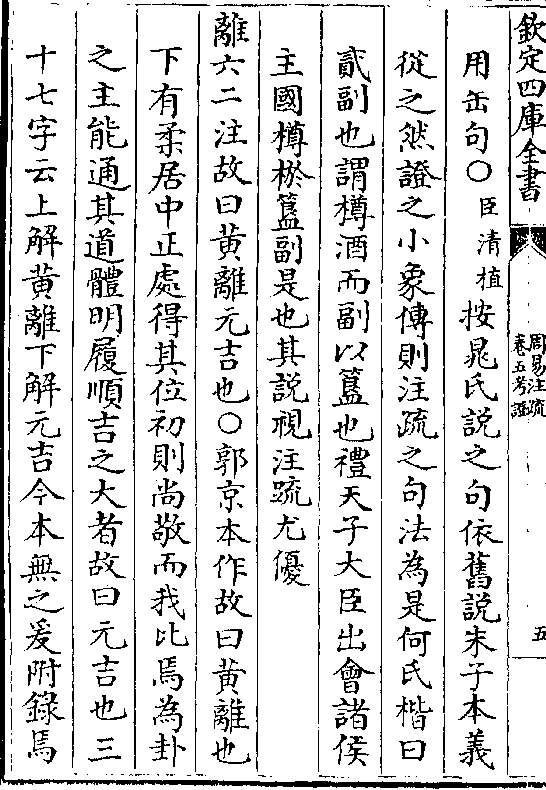 欽定四庫全書
周易注疏
卷五考證
五
用缶句○臣清植按晁氏說之句依舊說朱子本義
從之然證之小象傳則注疏之句法為是何氏楷曰
貳副也謂樽酒而副以簋也禮天子大臣出會諸侯
主國樽棜簋副是也其說視注疏尤優
離六二注故曰黄離元吉也○郭京本作故曰黄離也
下有柔居中正處得其位初則尚敬而我比焉為卦
之主能通其道體明履順吉之大者故曰元吉也三
十七字云上解黄離下解元吉今本無之爰附錄焉